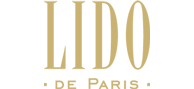 LIDO
· DE PARIS ·